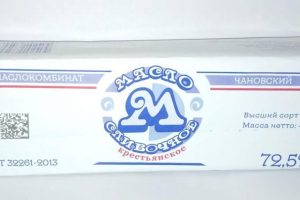 МАСЛОКОМБИНАТ
ЧАНОВСКИЙ
МАСЛО
М
СЛИВОЧНОЕ
крестьянское
Высший сорт
Масса нетто:
Т 32261-2013
72,5